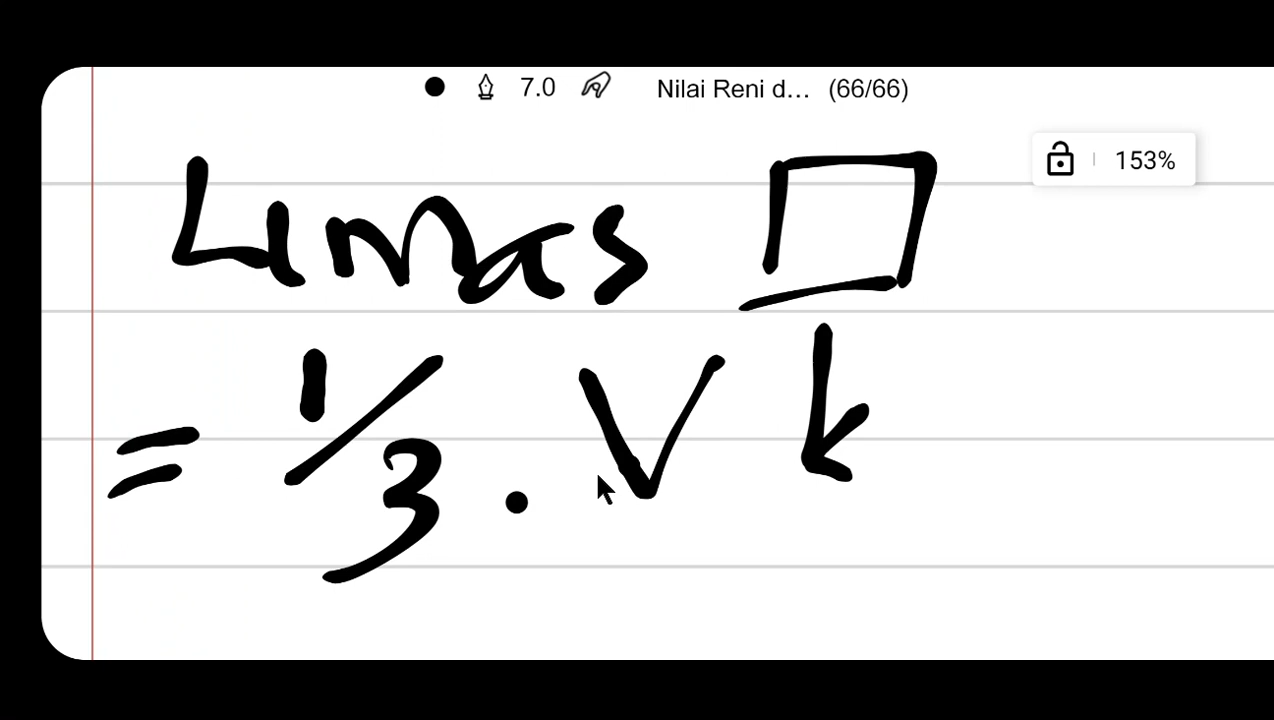 7.0 Nilai Reni d... (66/66)
153%
Limas □
= 1/3 . V k